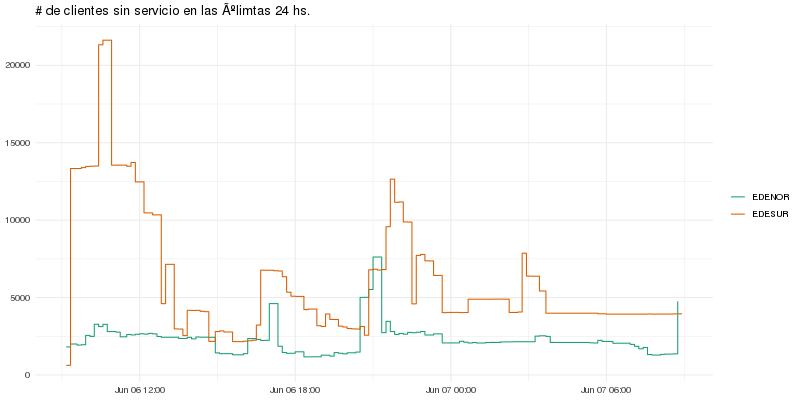 # de clientes sin servicio en las Ãºlimtas 24 hs.
20000
15000
10000
5000
0
Jun 06 12:00 Jun 06 18:00 Jun 07 00:00 Jun 07 06:00
EDENOR
EDESUR